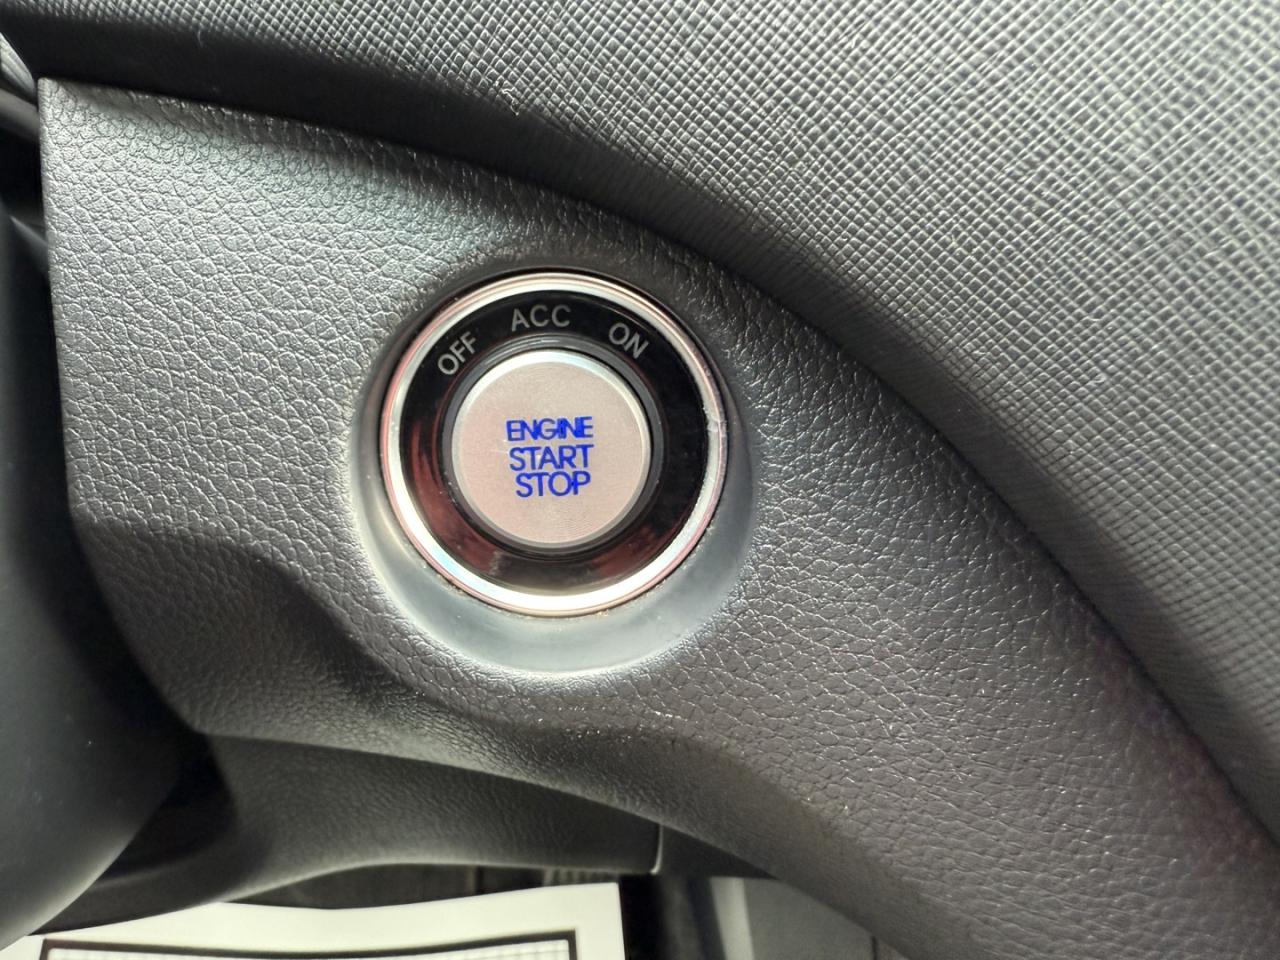 OFF ACC ON
ENGINE
START
STOP